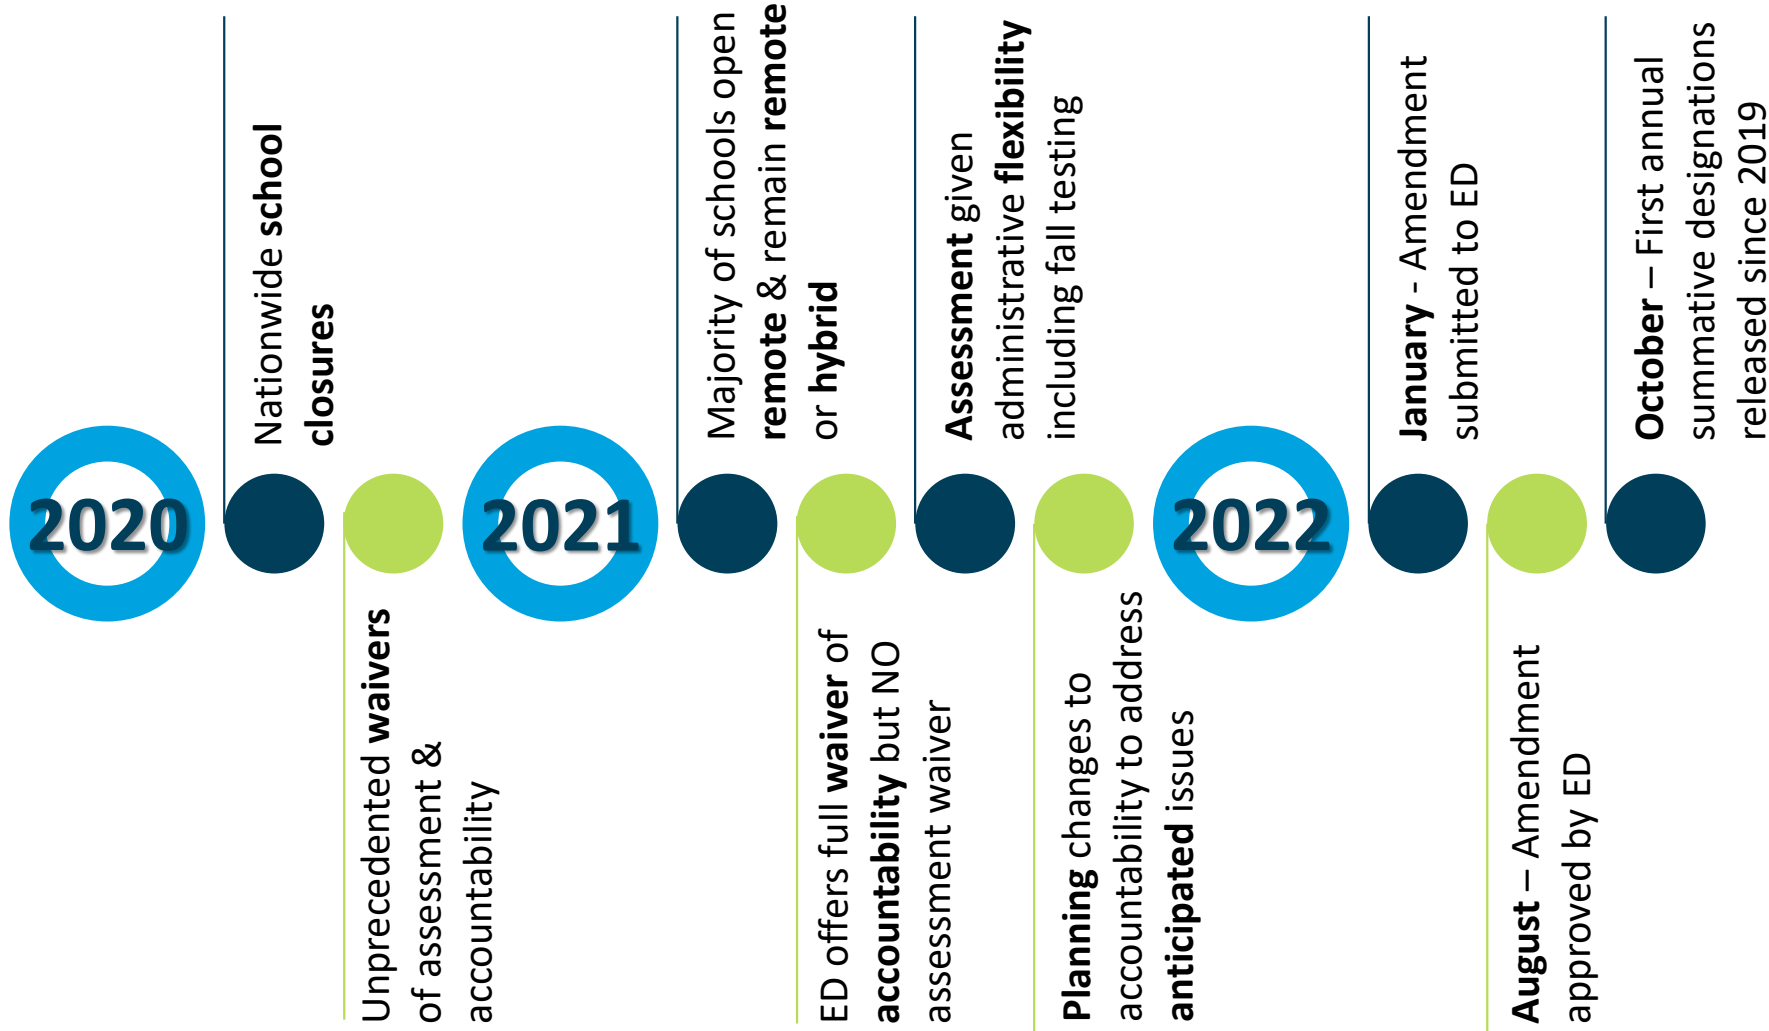 2020
Nationwide school
closures
Unprecedented waivers
of assessment &
accountability
2021
Majority of schools open
remote & remain remote
or hybrid
ED offers full waiver of
accountability but NO
assessment waiver
Assessment given
administrative flexibility
including fall testing
Planning changes to
accountability to address
anticipated issues
2022
January - Amendment
submitted to ED
August – Amendment
approved by ED
October – First annual
summative designations
released since 2019